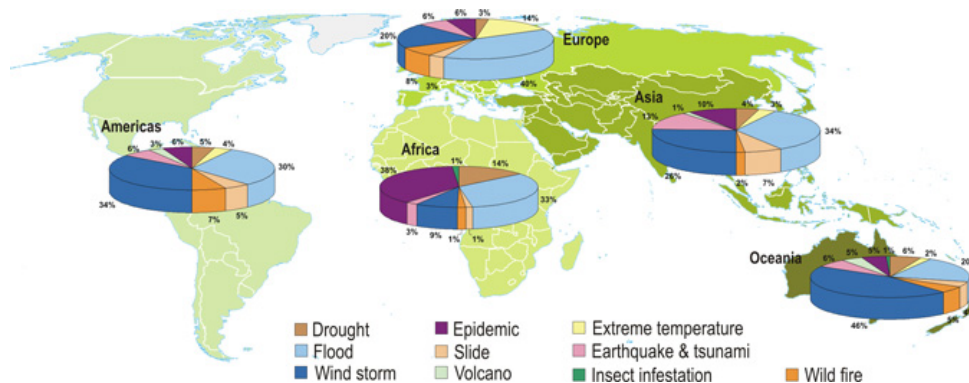 6% 6% 3% 14%
20%
Europe
8% 3% 40%
Asia
1% 10% 4% 3%
13%
34%
26% 2% 7%
Americas
6% 3% 6% 5% 4%
30%
34% 7% 5%
Africa
38% 1% 14%
33%
3% 9% 1% 1%
Oceania
6% 5% 5% 1% 6% 2% 20
46%
Drought Epidemic Extreme temperature
Flood Slide Earthquake & tsunami
Wind storm Volcano Insect infestation Wild fire